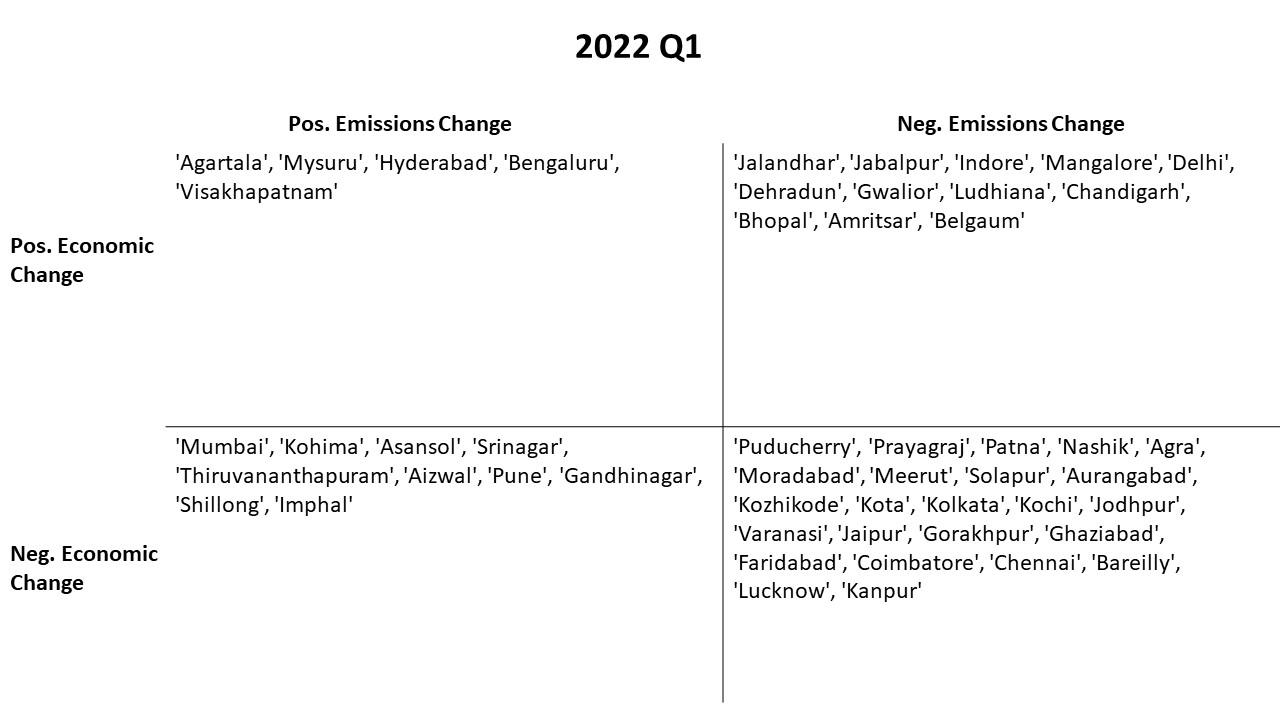 2022 Q1
Pos. Emissions Change
Neg. Emissions Change
Pos. Economic
Change
'Agartala', 'Mysuru', 'Hyderabad', 'Bengaluru',
'Visakhapatnam'
'Jalandhar', 'Jabalpur', 'Indore', 'Mangalore', 'Delhi',
'Dehradun', 'Gwalior', 'Ludhiana', 'Chandigarh',
'Bhopal', 'Amritsar', 'Belgaum'
Neg. Economic
Change
'Mumbai', 'Kohima', 'Asansol', 'Srinagar',
'Thiruvananthapuram', 'Aizwal', 'Pune', 'Gandhinagar',
'Shillong', 'Imphal'
'Puducherry', 'Prayagraj', 'Patna', 'Nashik', 'Agra',
'Moradabad', 'Meerut', 'Solapur', 'Aurangabad',
'Kozhikode', 'Kota', 'Kolkata', 'Kochi', 'Jodhpur',
'Varanasi', 'Jaipur', 'Gorakhpur', 'Ghaziabad',
'Faridabad', 'Coimbatore', 'Chennai', 'Bareilly',
'Lucknow', 'Kanpur'